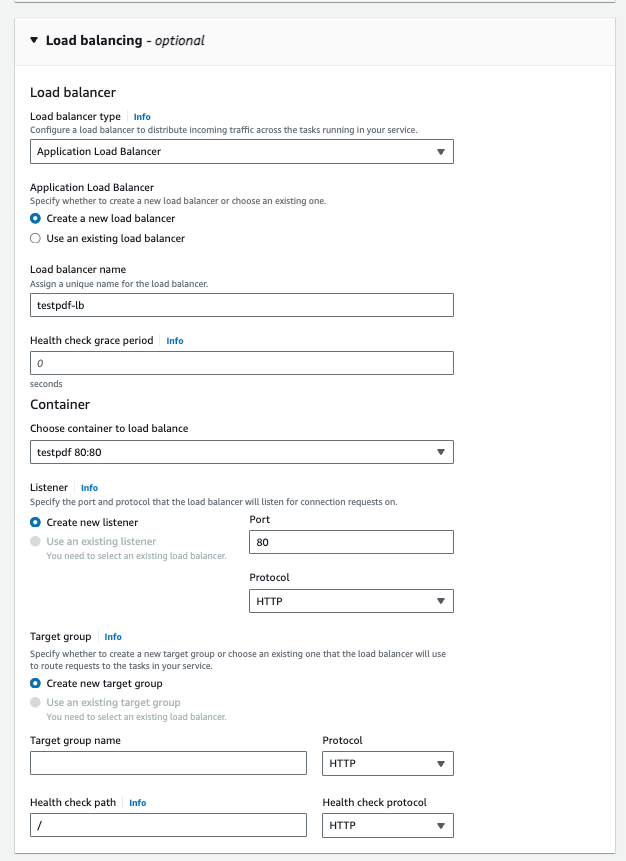 Load balancing - optional
Load balancer
Load balancer type Info
Configure a load balancer to distribute incoming traffic across the tasks running in your service.
Application Load Balancer
Application Load Balancer
Specify whether to create a new load balancer or choose an existing one.
Create a new load balancer
Use an existing load balancer
Load balancer name
Assign a unique name for the load balancer.
testpdf-lb
Health check grace period Info
0
seconds
Container
Choose container to load balance
testpdf 80:80
Listener Info
Specify the port and protocol that the load balancer will listen for connection requests on.
Create new listener
Use an existing listener
You need to select an existing load balancer.
Port
80
Protocol
HTTP
Target group Info
Specify whether to create a new target group or choose an existing one that the load balancer will use
to route requests to the tasks in your service.
Create new target group
Use an existing target group
You need to select an existing load balancer.
Target group name
Protocol
HTTP
Health check path Info
/
Health check protocol
HTTP